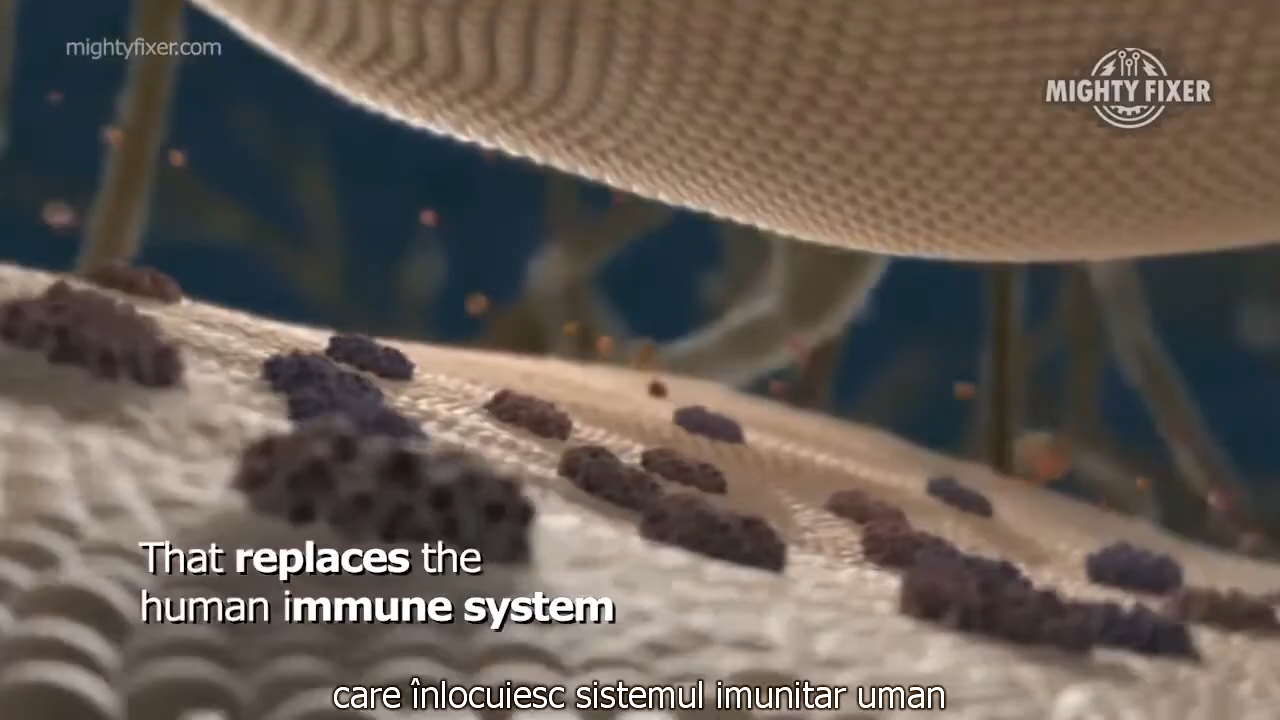 mightyfixer.com
MIGHTY FIXER
That replaces the
human immune system
care înlocuiesc sistemul imunitar uman